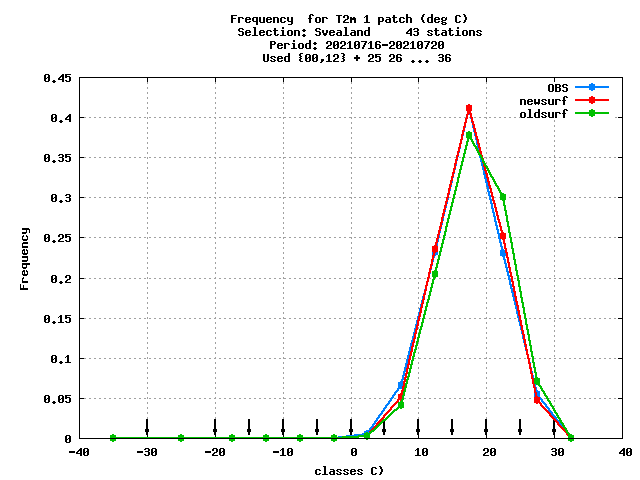 Frequency  for T2m 1 patch (deg C)
Selection: Svealand     43 stations
Period: 20210716-20210720
Used {00,12} + 25 26 ... 36
OBS
newsurf
oldsurf
0.45
0.4
0.35
0.3
0.25
0.2
0.15
0.1
0.05
0
Frequency
-40 -30 -20 -10 0 10 20 30 40
classes C)